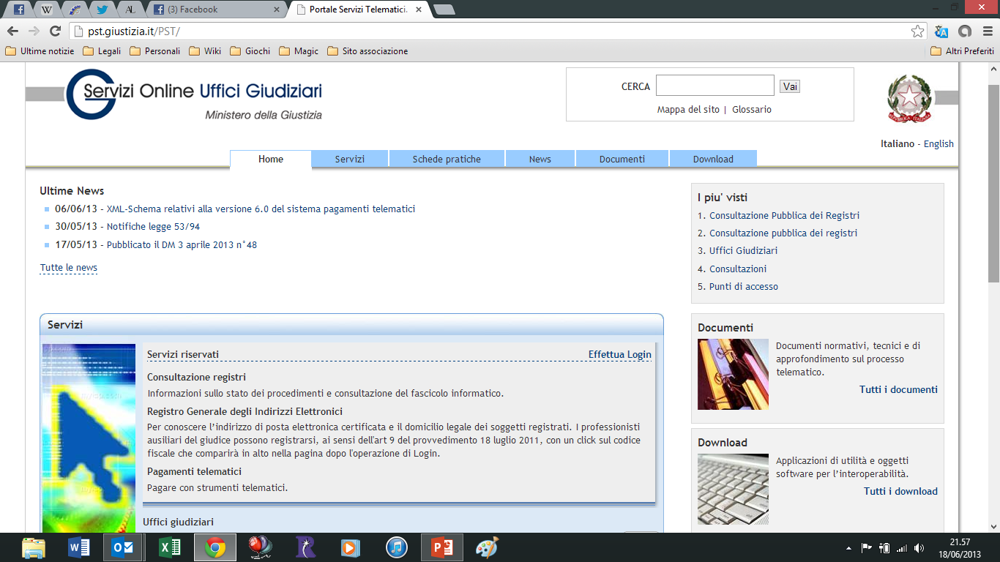 (3) Facebook
Portale Servizi Telematici
pst.giustizia.it/PST/
Ultime notizie
Legali
Personali
Wiki
Giochi
Magic
Sito associazione
Altri Preferiti
Servizi Online Uffici Giudiziari
Ministero della Giustizia
CERCA
Vai
Mappa del sito | Glossario
REPVBBLICA ITALIANA
Italiano - English
Home
Servizi
Schede pratiche
News
Documenti
Download
Ultime News
06/06/13 - XML-Schema relativi alla versione 6.0 del sistema pagamenti telematici
30/05/13 - Notifiche legge 53/94
17/05/13 - Pubblicato il DM 3 aprile 2013 n°48
Tutte le news
I piu' visti
1. Consultazione Pubblica dei Registri
2. Consultazione pubblica dei registri
3. Uffici Giudiziari
4. Consultazioni
5. Punti di accesso
Servizi
Servizi riservati
Effettua Login
Consultazione registri
Informazioni sullo stato dei procedimenti e consultazione del fascicolo informatico.
Registro Generale degli Indirizzi Elettronici
Per conoscere l'indirizzo di posta elettronica certificata e il domicilio legale dei soggetti registrati. I professionisti
ausiliari del giudice possono registrarsi, ai sensi dell'art 9 del provvedimento 18 luglio 2011, con un click sul codice
fiscale che comparirà in alto nella pagina dopo l'operazione di Login.
Pagamenti telematici
Pagare con strumenti telematici.
Uffici giudiziari
Documenti
Documenti normativi, tecnici e di
approfondimento sul processo
telematico.
Tutti i documenti
Download
Applicazioni di utilità e oggetti
software per l'interoperabilità.
Tutti i download
21.57
18/06/2013